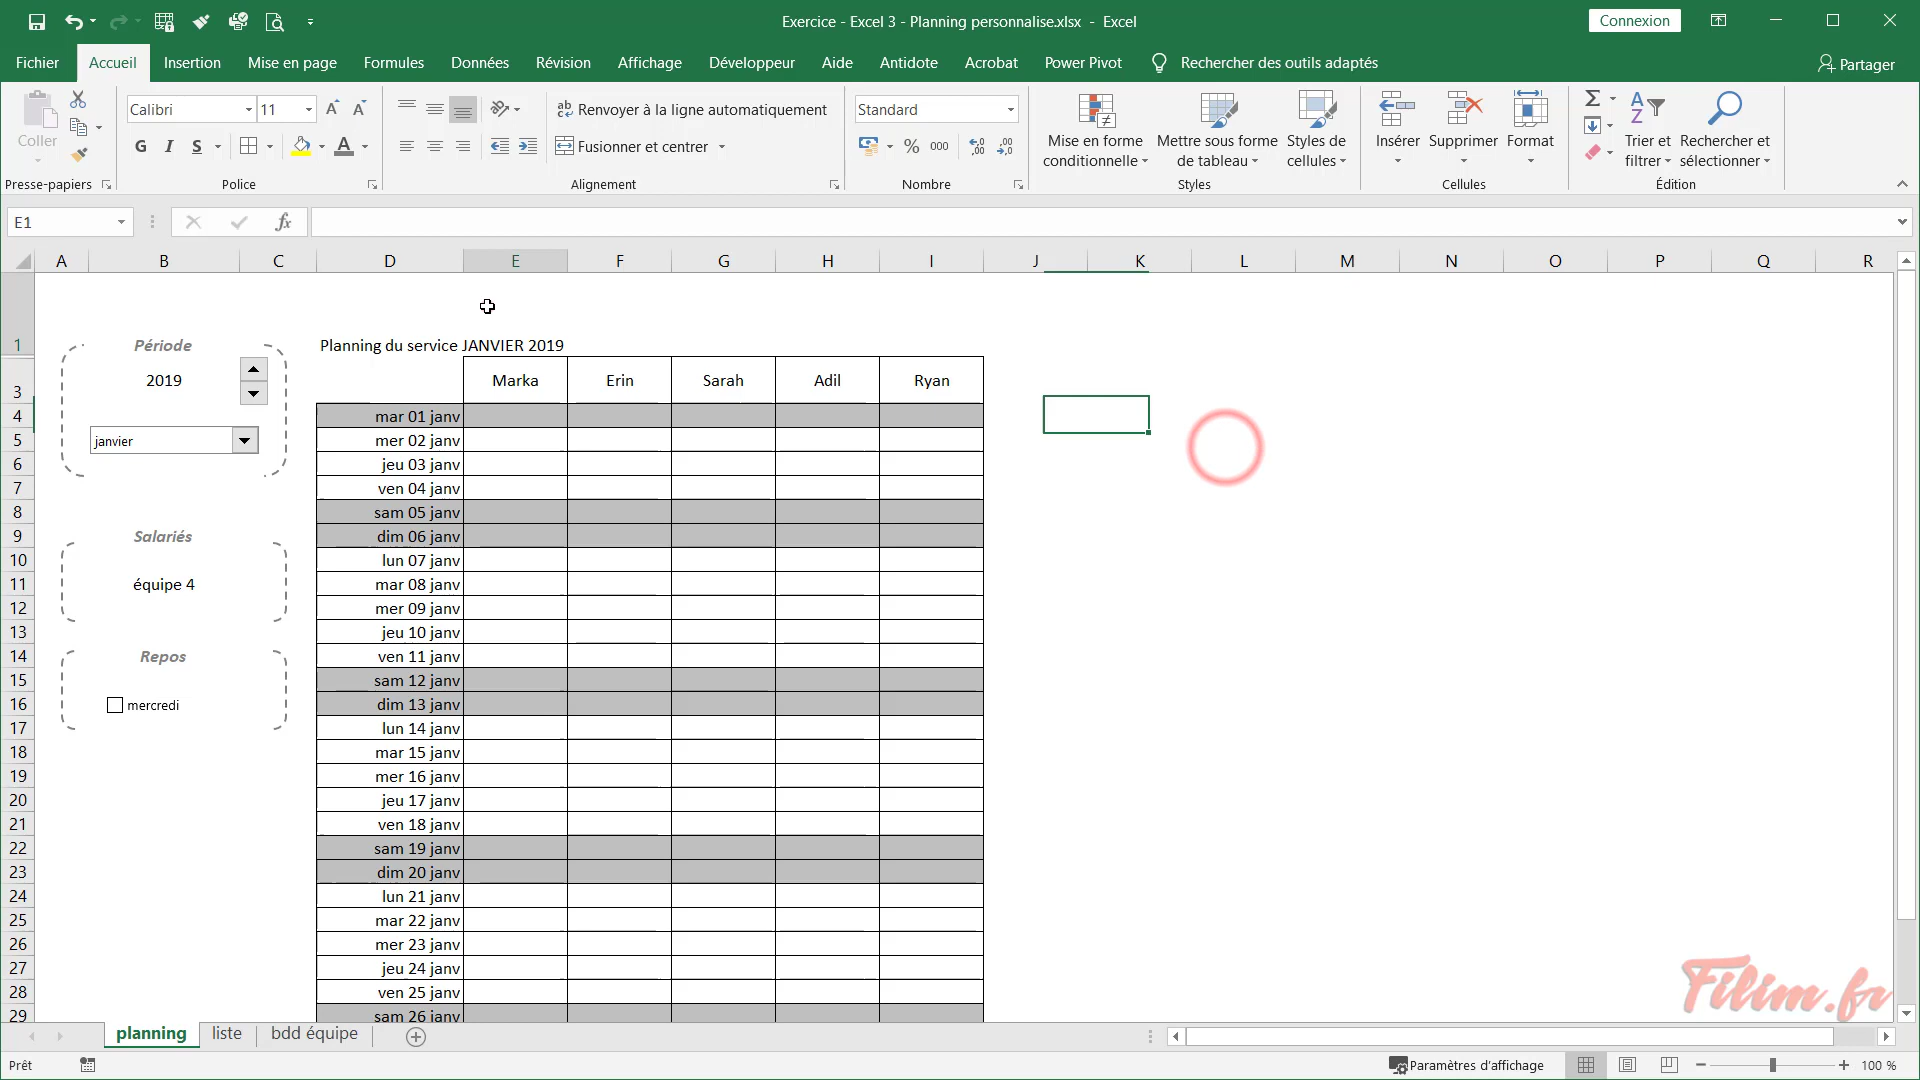 Exercice - Excel 3 - Planning personnalise.xlsx - Excel
Connexion
Fichier Accueil Insertion Mise en page Formules Données Révision Affichage Développeur Aide Antidote Acrobat Power Pivot Rechercher des outils adaptés Partager
Coller
Presse-papiers
Calibri 11
G I S
Police
Renvoyer à la ligne automatiquement
Fusionner et centrer
Alignement
Standard
% 000
Nombre
Mise en forme conditionnelle
Mettre sous forme de tableau
Styles de cellules
Styles
Insérer Supprimer Format
Cellules
Trier et filtrer
Rechercher et sélectionner
Édition
E1
fx
A B C D E F G H I J K L M N O P Q R
1 Période Planning du service JANVIER 2019
2019
3 Marka Erin Sarah Adil Ryan
4 mar 01 janv
5 janvier mer 02 janv
6 jeu 03 janv
7 ven 04 janv
8 sam 05 janv
9 Salariés dim 06 janv
10 lun 07 janv
11 équipe 4 mar 08 janv
12 mer 09 janv
13 jeu 10 janv
14 Repos ven 11 janv
15 sam 12 janv
16 mercredi dim 13 janv
17 lun 14 janv
18 mar 15 janv
19 mer 16 janv
20 jeu 17 janv
21 ven 18 janv
22 sam 19 janv
23 dim 20 janv
24 lun 21 janv
25 mar 22 janv
26 mer 23 janv
27 jeu 24 janv
28 ven 25 janv
29 sam 26 janv
Filim.fr
planning liste bdd équipe
Prêt Paramètres d'affichage 100 %